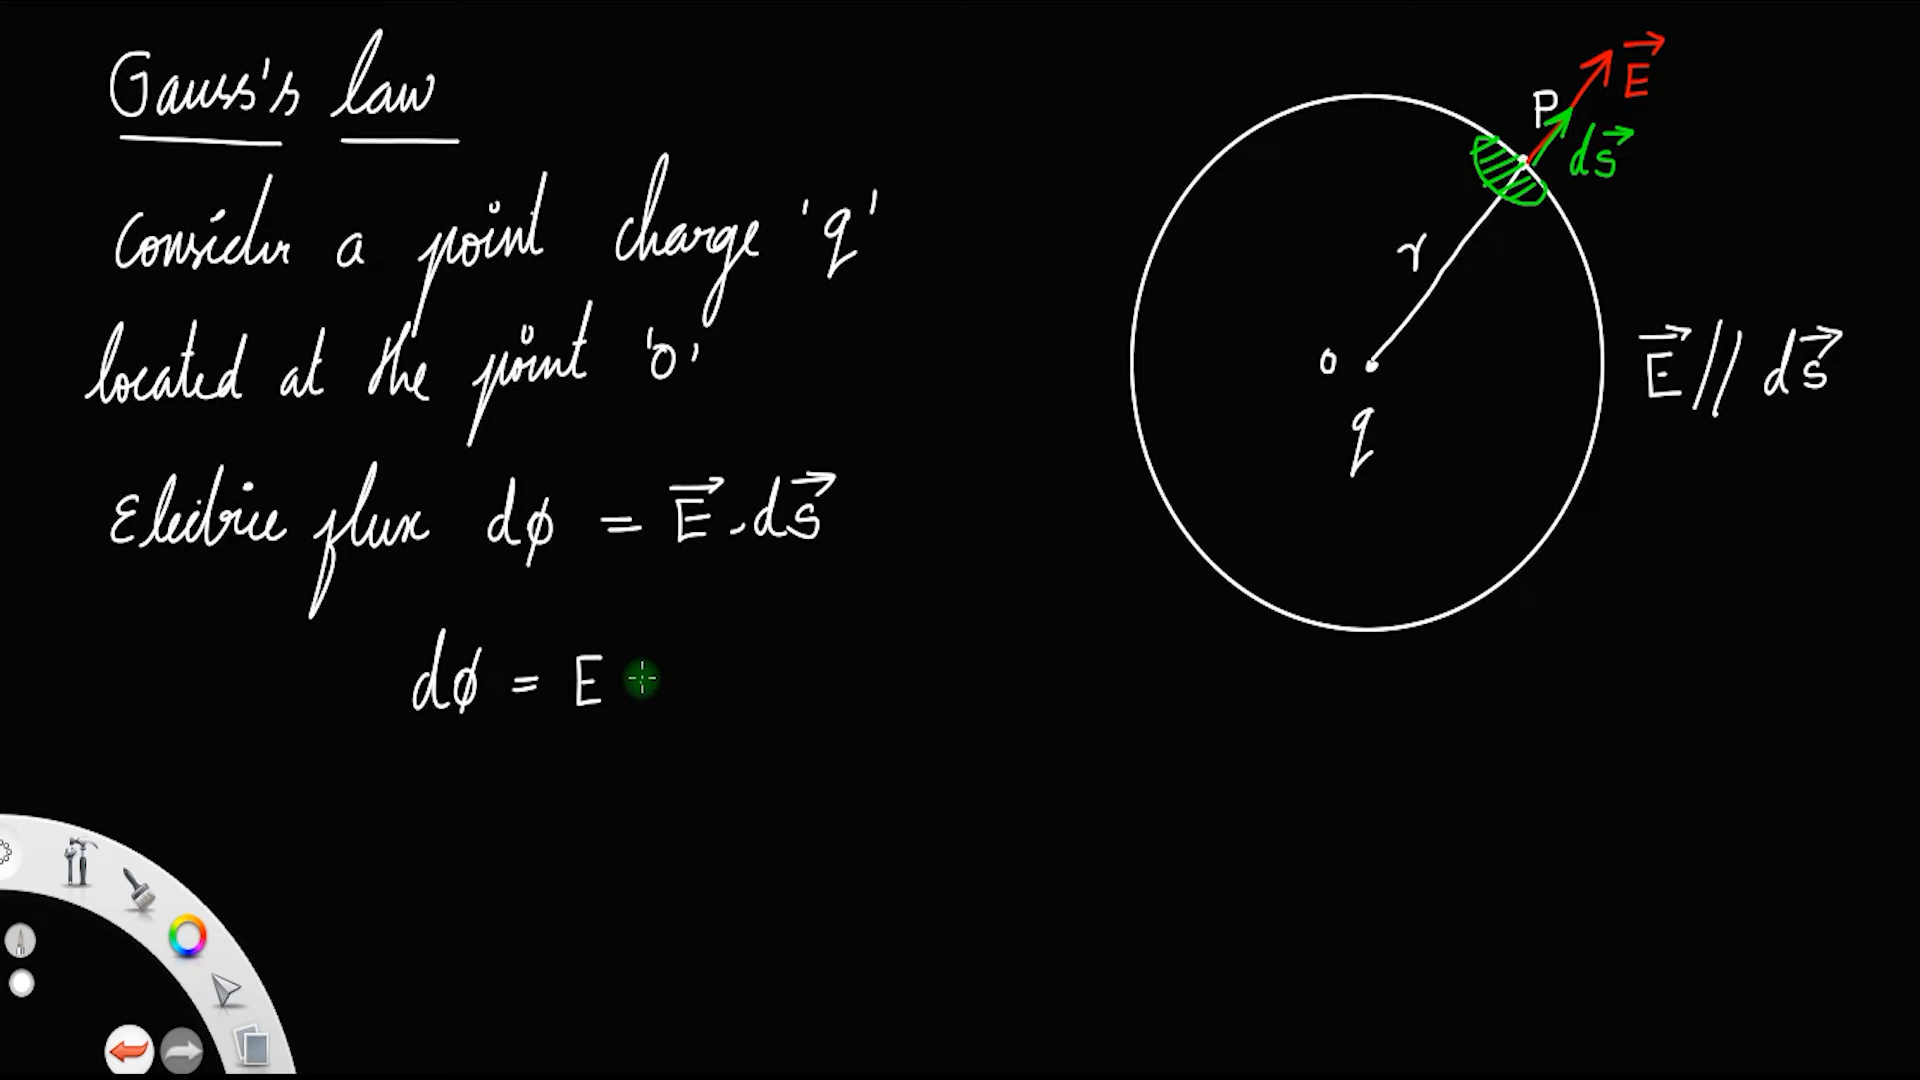 Gauss's law
Consider a point charge 'q'
located at the point 'o'
Electric flux dϕ = E⃗ . ds⃗
dϕ = E
P
E⃗
ds⃗
r
o
q
E⃗ // ds⃗